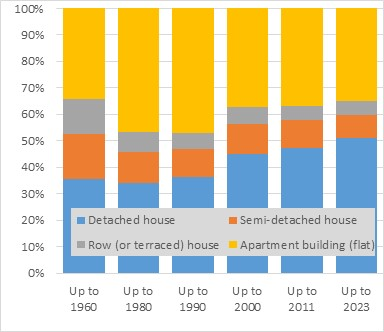 100%
90%
80%
70%
60%
50%
40%
30%
20%
10%
0%
Detached house
Semi-detached house
Row (or terraced) house
Apartment building (flat)
Up to 1960
Up to 1980
Up to 1990
Up to 2000
Up to 2011
Up to 2023